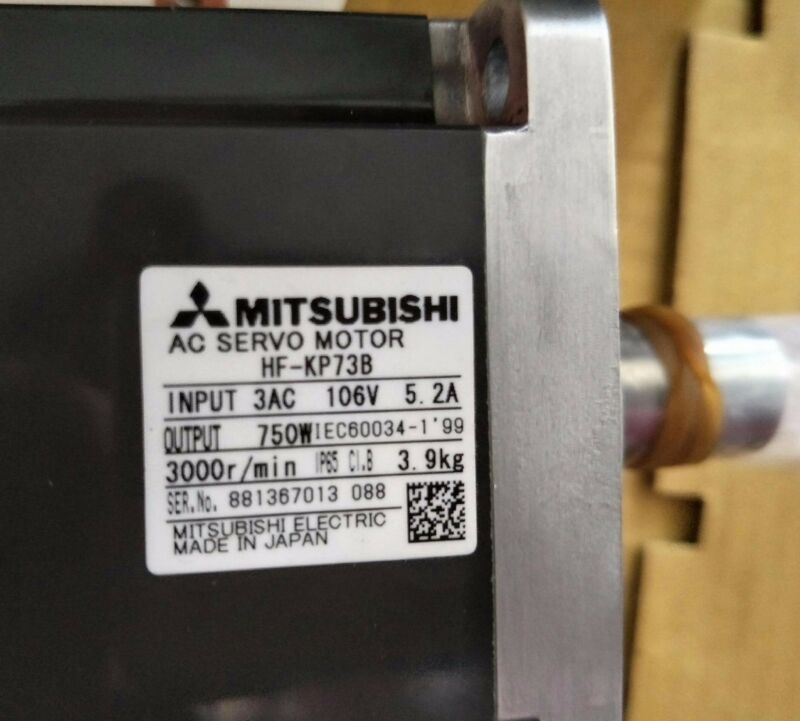 MITSUBISHI
AC SERVO MOTOR
HF-KP73B
INPUT 3AC 106V 5.2A
OUTPUT 750W IEC60034-1'99
3000r/min IP65 Cl.B 3.9kg
SER.No. 881367013 088
MITSUBISHI ELECTRIC
MADE IN JAPAN